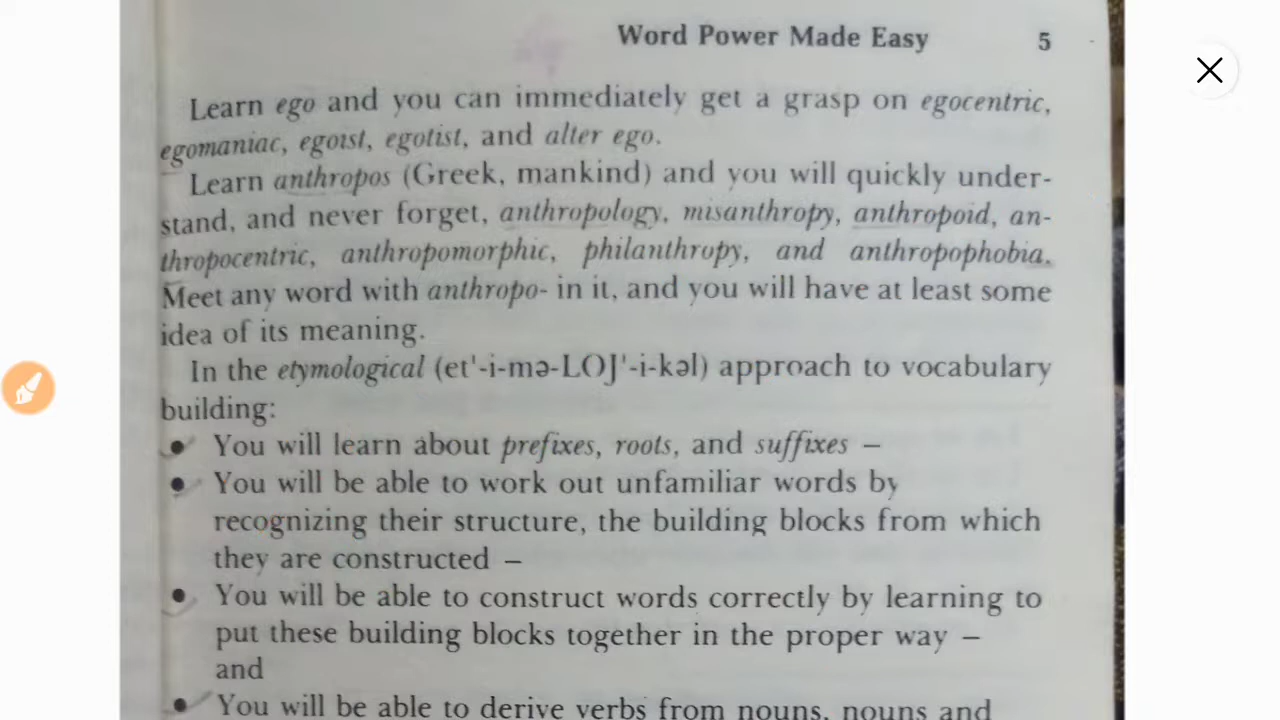 Word Power Made Easy 5
Learn ego and you can immediately get a grasp on egocentric,
egomaniac, egoist, egotist, and alter ego.
Learn anthropos (Greek, mankind) and you will quickly under-
stand, and never forget, anthropology, misanthropy, anthropoid, an-
thropocentric, anthropomorphic, philanthropy, and anthropophobia.
Meet any word with anthropo- in it, and you will have at least some
idea of its meaning.
In the etymological (et'-i-mə-LOJ'-i-kəl) approach to vocabulary
building:
• You will learn about prefixes, roots, and suffixes –
• You will be able to work out unfamiliar words by
recognizing their structure, the building blocks from which
they are constructed –
• You will be able to construct words correctly by learning to
put these building blocks together in the proper way –
and
• You will be able to derive verbs from nouns, nouns and